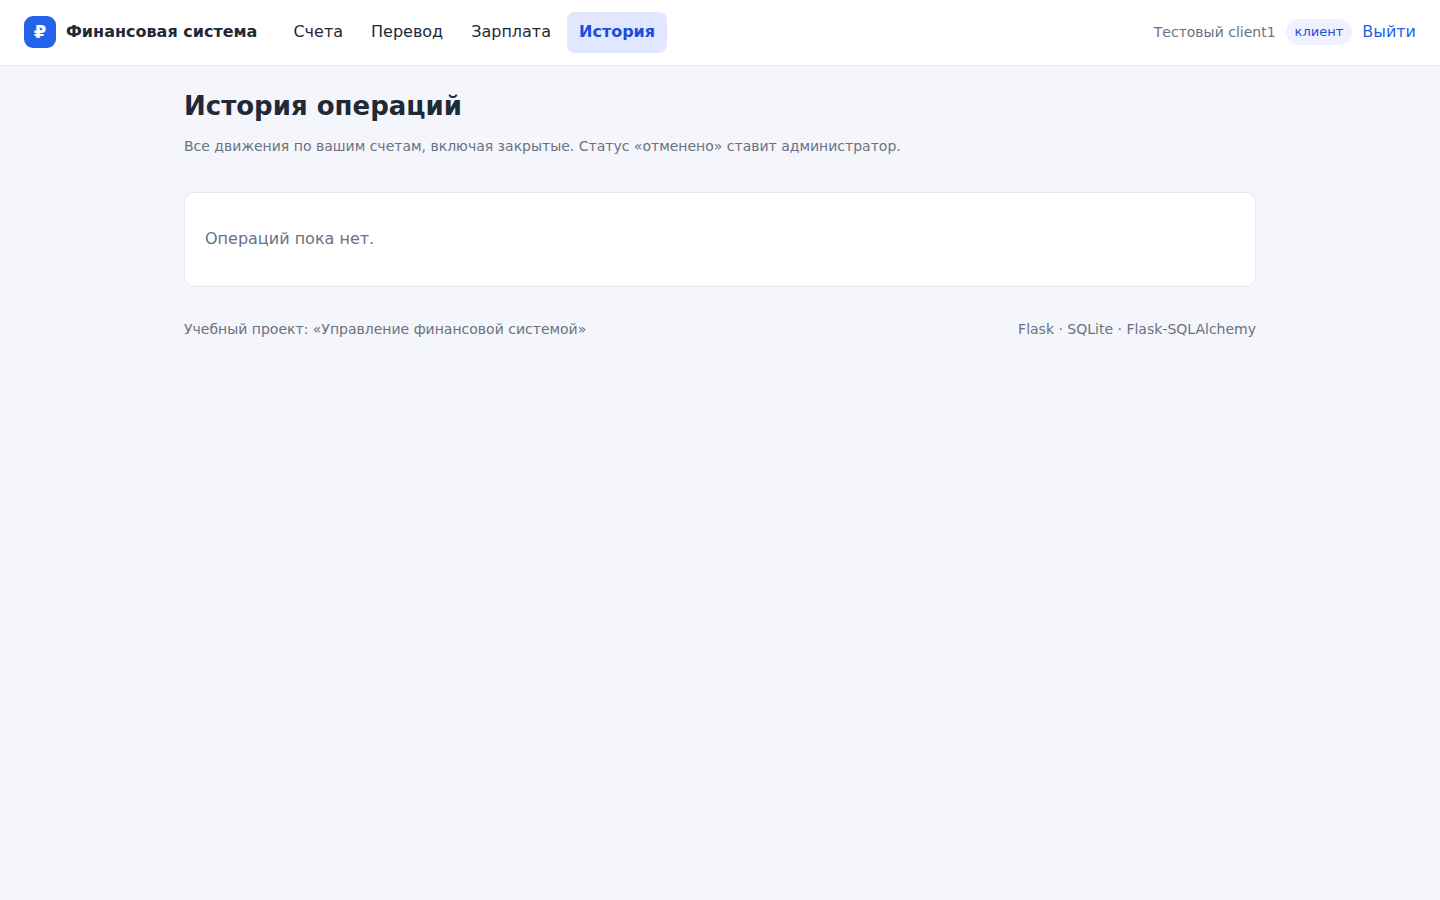 ₽ Финансовая система Счета Перевод Зарплата История Тестовый client1 клиент Выйти
История операций
Все движения по вашим счетам, включая закрытые. Статус «отменено» ставит администратор.
Операций пока нет.
Учебный проект: «Управление финансовой системой» Flask · SQLite · Flask-SQLAlchemy